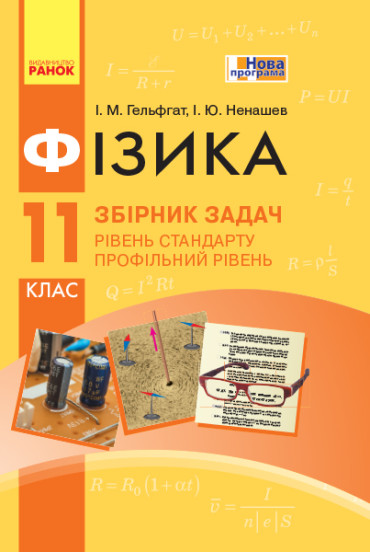 ВИДАВНИЦТВО
РАНОК
U = U₁ + U₂ + ... + Uₙ
Нова
програма
I = ℰ / (R + r)
P = UI
І. М. Гельфгат, І. Ю. Ненашев
ФІЗИКА
I = q / t
11
КЛАС
ЗБІРНИК ЗАДАЧ
РІВЕНЬ СТАНДАРТУ
ПРОФІЛЬНИЙ РІВЕНЬ
R = ρ l / S
Q = I²Rt
R = R₀ (1 + αt)
v̄ = I / (n|e|S)